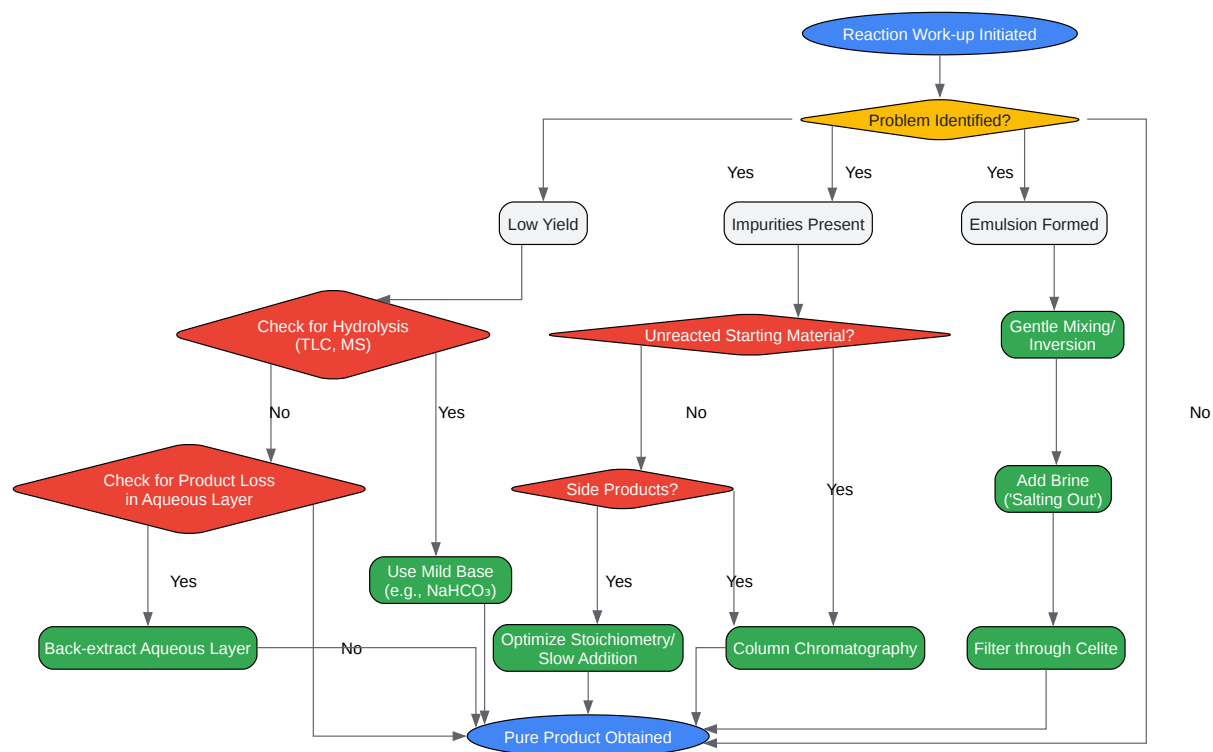 Reaction Work-up Initiated
Problem Identified?
Yes
Yes
Yes
Low Yield
Impurities Present
Emulsion Formed
Check for Hydrolysis
(TLC, MS)
Unreacted Starting Material?
Gentle Mixing/
Inversion
No
Yes
No
No
Check for Product Loss
in Aqueous Layer
Side Products?
Yes
Add Brine
('Salting Out')
Yes
Use Mild Base
(e.g., NaHCO₃)
Yes
Yes
Back-extract Aqueous Layer
No
Optimize Stoichiometry/
Slow Addition
Column Chromatography
Filter through Celite
Pure Product Obtained